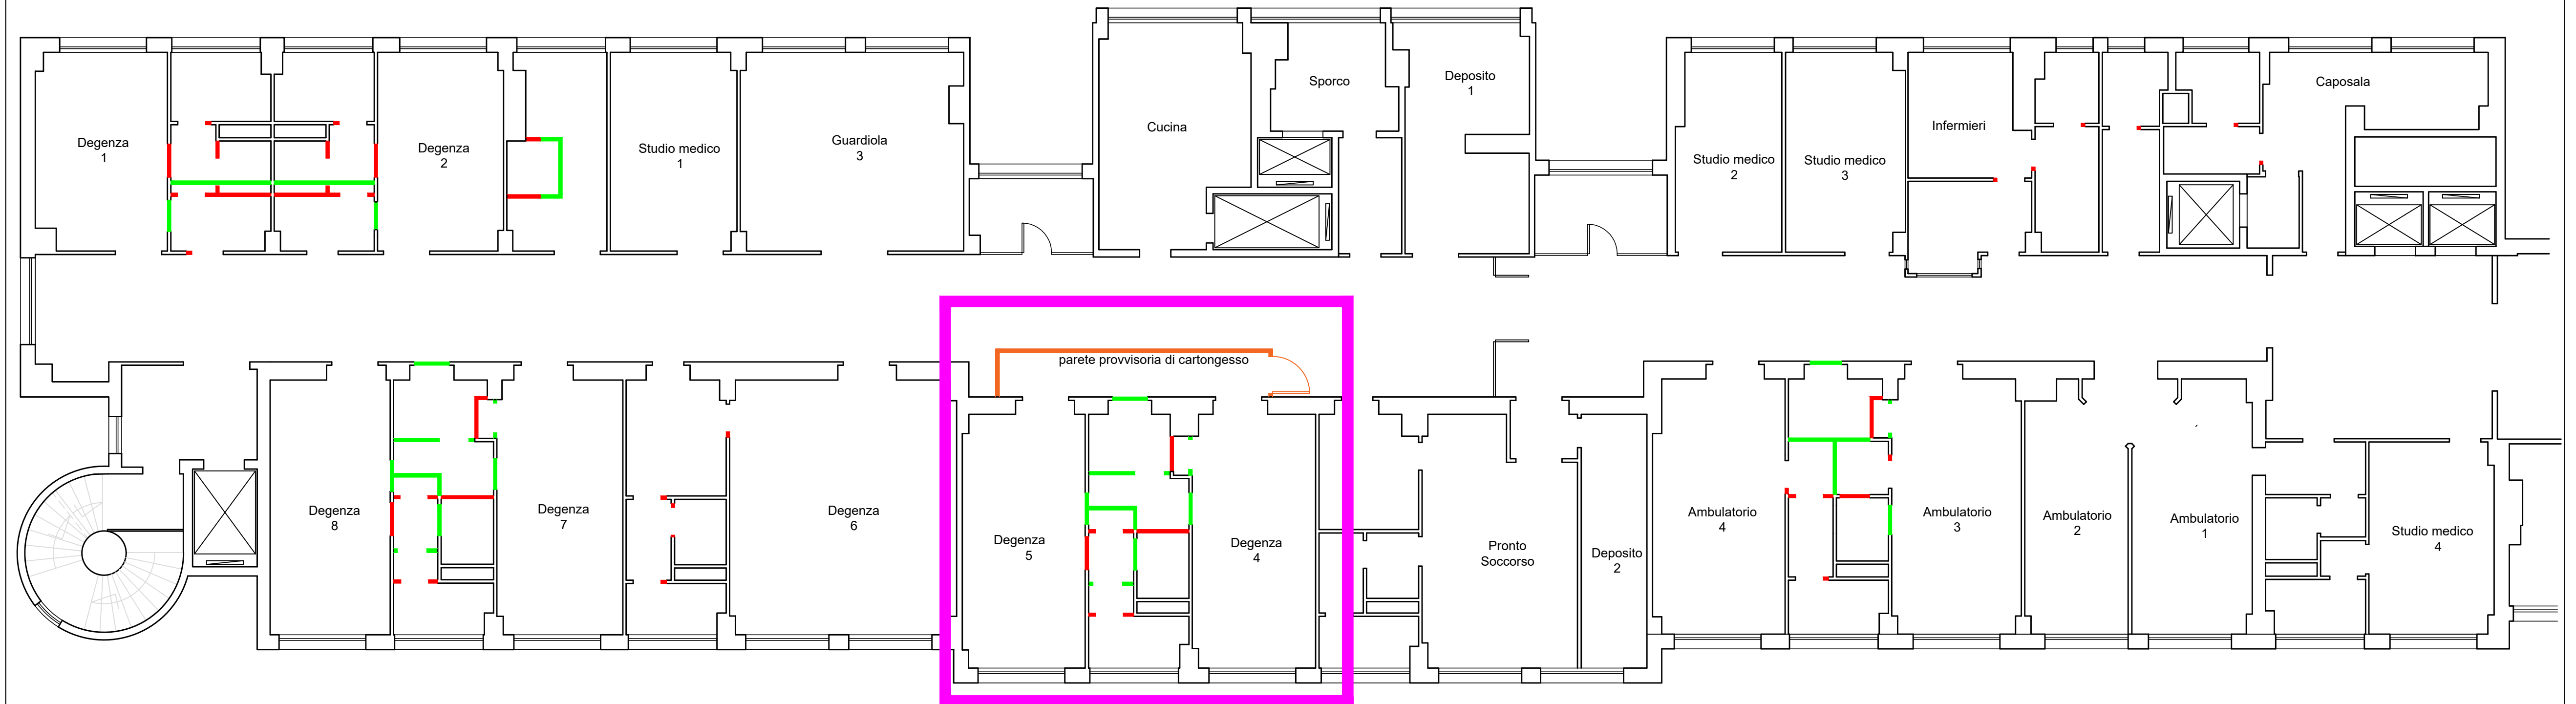 Degenza
1
Degenza
2
Studio medico
1
Guardiola
3
Cucina
Sporco
Deposito
1
Studio medico
2
Studio medico
3
Infermieri
Caposala
parete provvisoria di cartongesso
Degenza
8
Degenza
7
Degenza
6
Degenza
5
Degenza
4
Pronto
Soccorso
Deposito
2
Ambulatorio
4
Ambulatorio
3
Ambulatorio
2
Ambulatorio
1
Studio medico
4